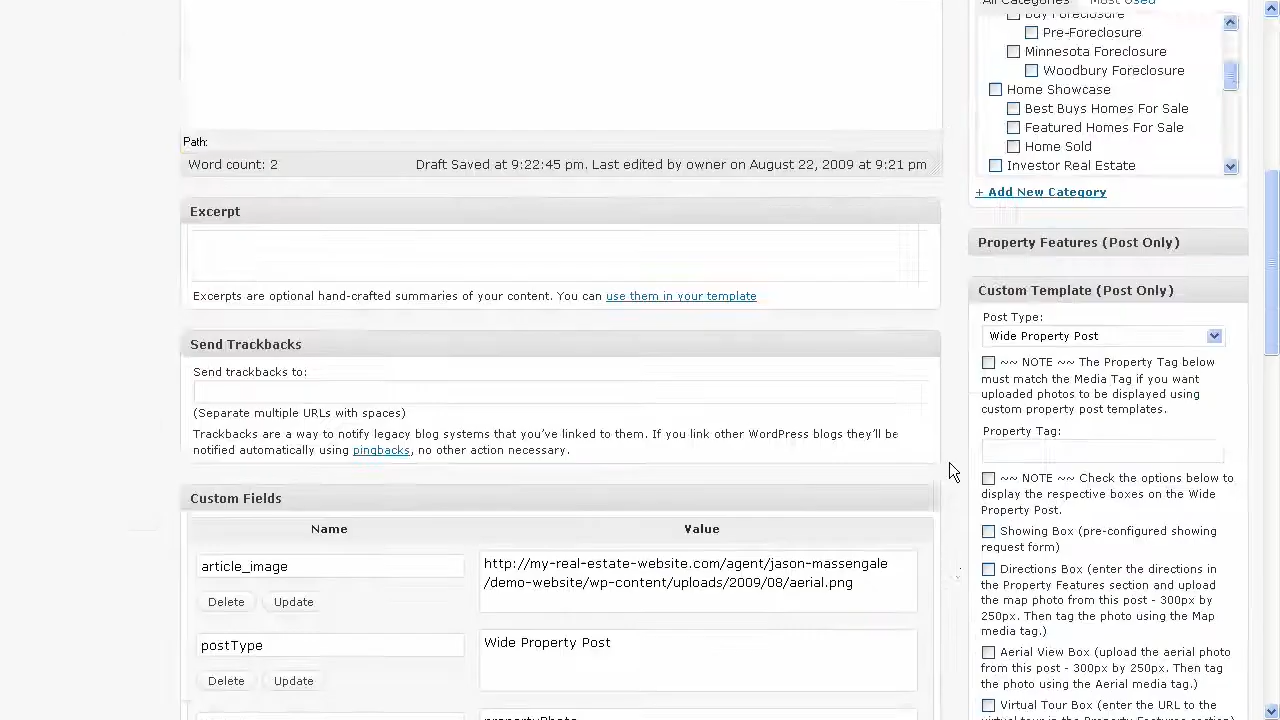 All Categories Most Used
Buy Foreclosure
Pre-Foreclosure
Minnesota Foreclosure
Woodbury Foreclosure
Home Showcase
Best Buys Homes For Sale
Featured Homes For Sale
Home Sold
Investor Real Estate
+ Add New Category
Path:
Word count: 2 Draft Saved at 9:22:45 pm. Last edited by owner on August 22, 2009 at 9:21 pm
Excerpt
Excerpts are optional hand-crafted summaries of your content. You can use them in your template
Send Trackbacks
Send trackbacks to:
(Separate multiple URLs with spaces)
Trackbacks are a way to notify legacy blog systems that you've linked to them. If you link other WordPress blogs they'll be
notified automatically using pingbacks, no other action necessary.
Custom Fields
Name Value
article_image
http://my-real-estate-website.com/agent/jason-massengale
/demo-website/wp-content/uploads/2009/08/aerial.png
Delete Update
postType
Wide Property Post
Delete Update
Property Features (Post Only)
Custom Template (Post Only)
Post Type:
Wide Property Post
~~ NOTE ~~ The Property Tag below
must match the Media Tag if you want
uploaded photos to be displayed using
custom property post templates.
Property Tag:
~~ NOTE ~~ Check the options below to
display the respective boxes on the Wide
Property Post.
Showing Box (pre-configured showing
request form)
Directions Box (enter the directions in
the Property Features section and upload
the map photo from this post - 300px by
250px. Then tag the photo using the Map
media tag.)
Aerial View Box (upload the aerial photo
from this post - 300px by 250px. Then tag
the photo using the Aerial media tag.)
Virtual Tour Box (enter the URL to the